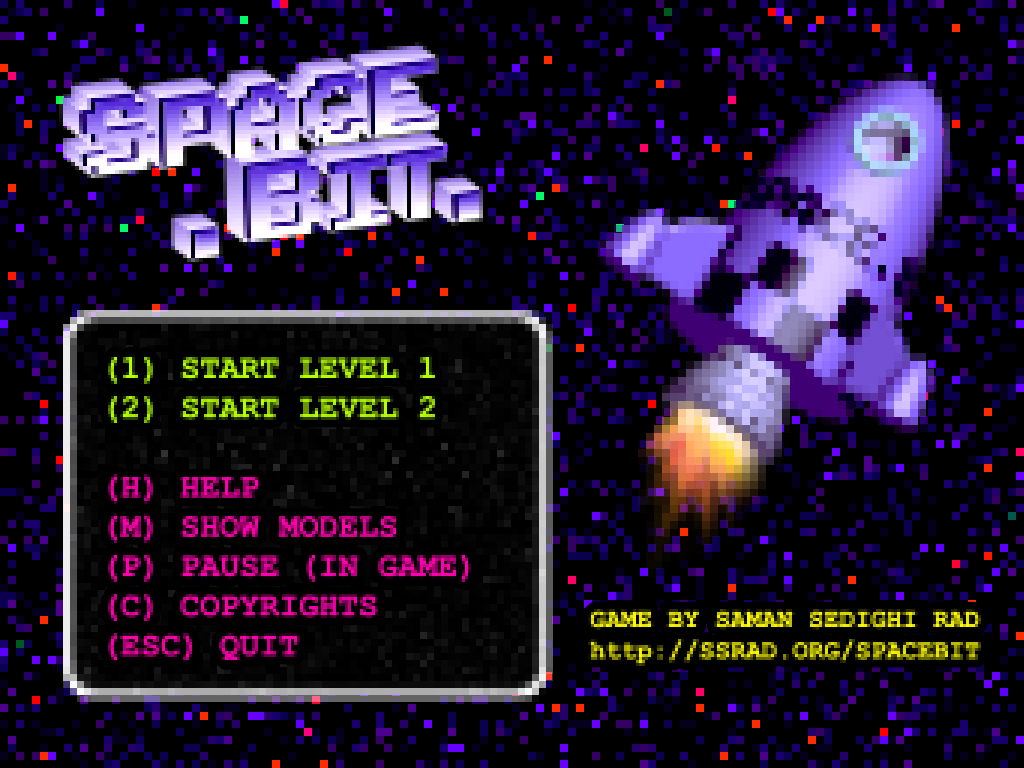 SPACE
.BIT.
(1) START LEVEL 1
(2) START LEVEL 2
(H) HELP
(M) SHOW MODELS
(P) PAUSE (IN GAME)
(C) COPYRIGHTS
(ESC) QUIT
GAME BY SAMAN SEDIGHI RAD
http://SSRAD.ORG/SPACEBIT